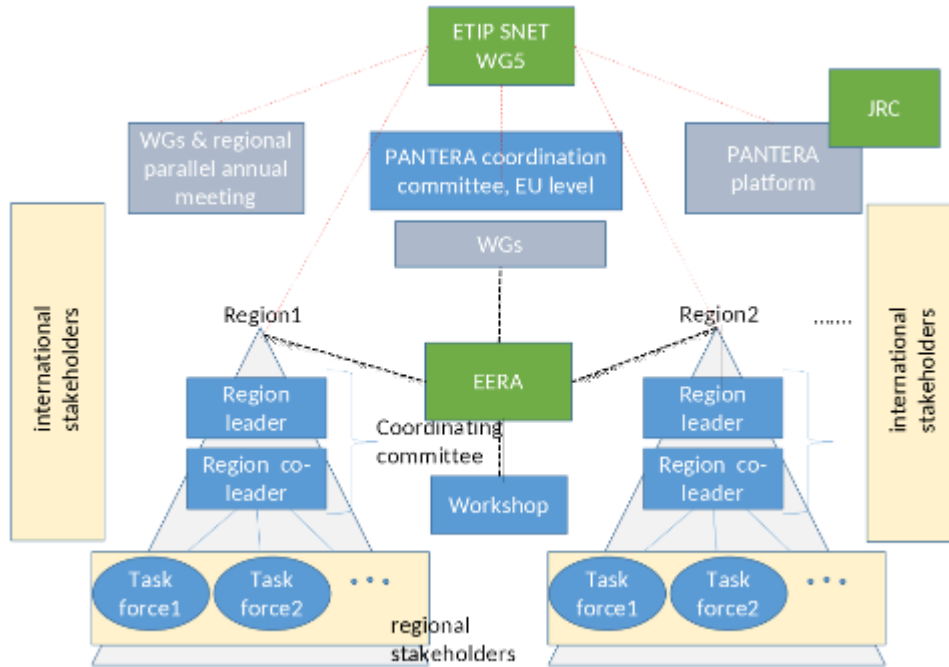 ETIP SNET
WG5
JRC
WGs & regional
parallel annual
meeting
PANTERA coordination
committee, EU level
PANTERA
platform
WGs
international
stakeholders
Region1
Region2
.......
international
stakeholders
EERA
Region
leader
Region co-
leader
Coordinating
committee
Region
leader
Region co-
leader
Workshop
Task
force1
Task
force2
...
Task
force1
Task
force2
...
regional
stakeholders